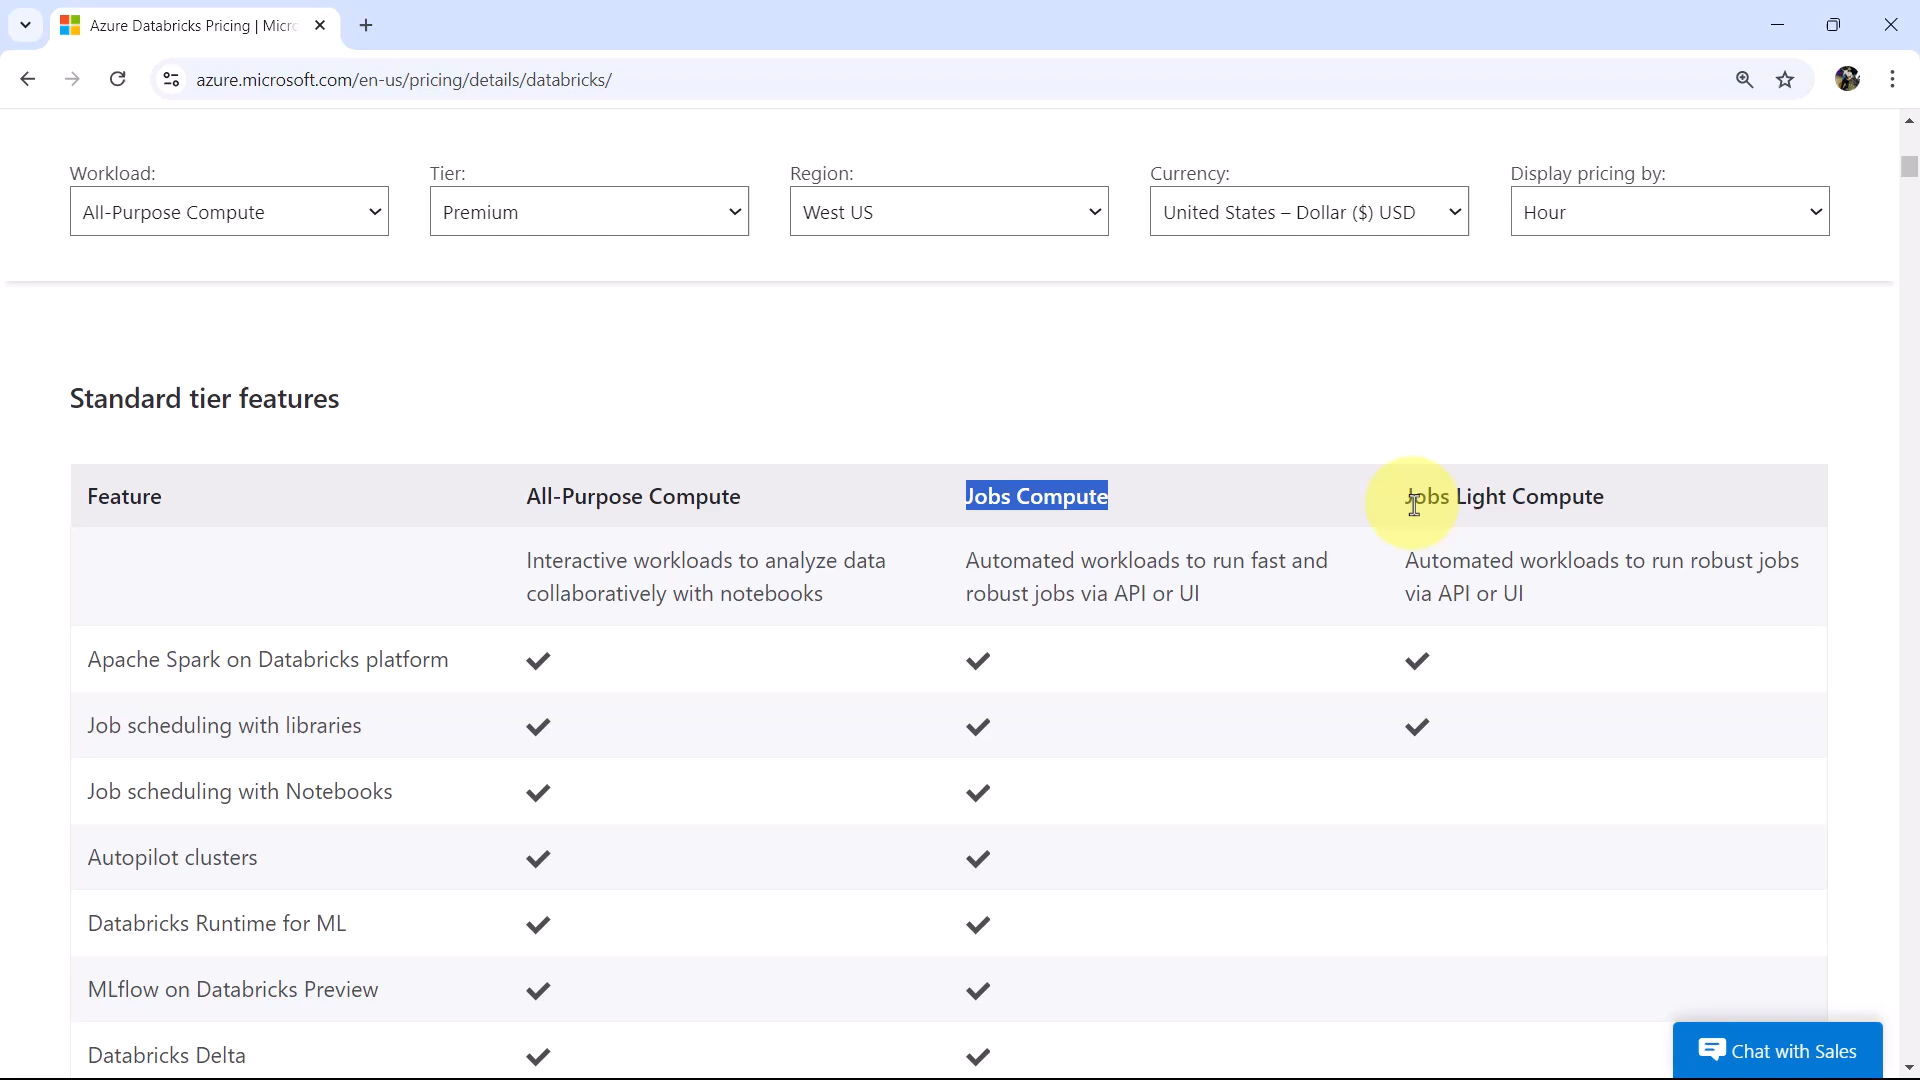 Azure Databricks Pricing | Micro
azure.microsoft.com/en-us/pricing/details/databricks/
Workload:
Tier:
Region:
Currency:
Display pricing by:
All-Purpose Compute
Premium
West US
United States – Dollar ($) USD
Hour
Standard tier features
Feature
All-Purpose Compute
Jobs Compute
Jobs Light Compute
Interactive workloads to analyze data
collaboratively with notebooks
Automated workloads to run fast and
robust jobs via API or UI
Automated workloads to run robust jobs
via API or UI
Apache Spark on Databricks platform
Job scheduling with libraries
Job scheduling with Notebooks
Autopilot clusters
Databricks Runtime for ML
MLflow on Databricks Preview
Databricks Delta
Chat with Sales